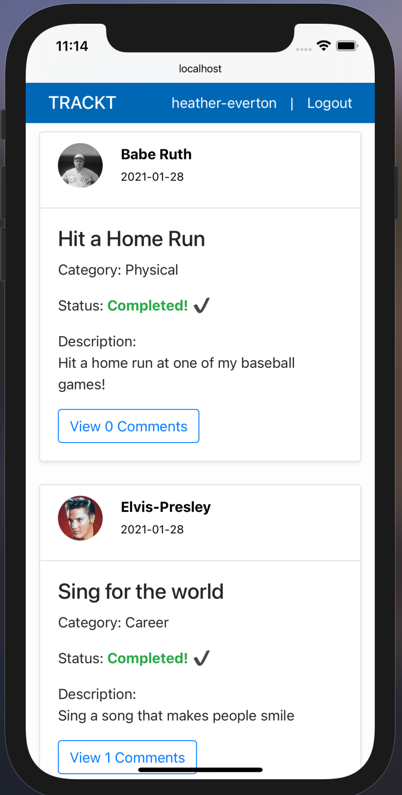 11:14
localhost
TRACKT heather-everton | Logout
Babe Ruth
2021-01-28
Hit a Home Run
Category: Physical
Status: Completed! ✔
Description:
Hit a home run at one of my baseball
games!
View 0 Comments
Elvis-Presley
2021-01-28
Sing for the world
Category: Career
Status: Completed! ✔
Description:
Sing a song that makes people smile
View 1 Comments